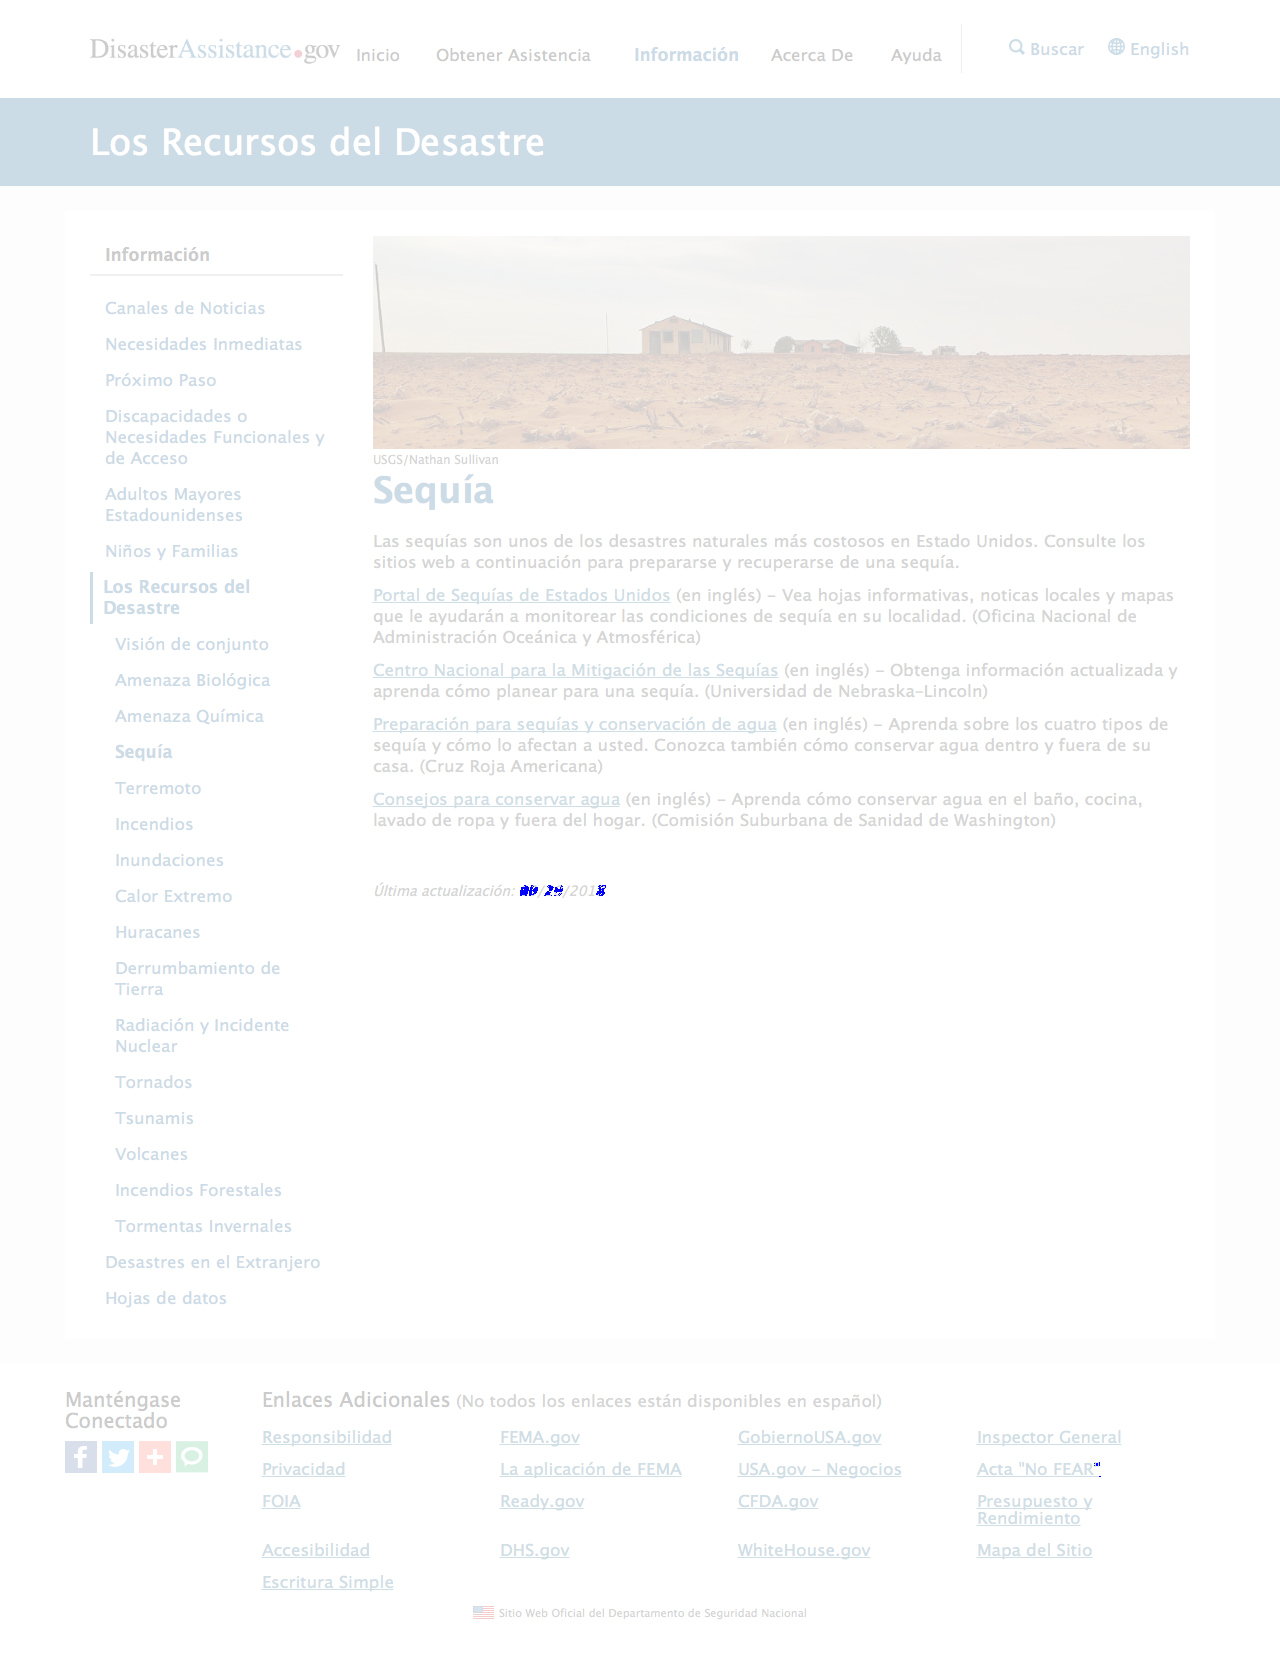 DisasterAssistance.gov
Inicio
Obtener Asistencia
Información
Acerca De
Ayuda
Buscar
English
Los Recursos del Desastre
Información
Canales de Noticias
Necesidades Inmediatas
Próximo Paso
Discapacidades o
Necesidades Funcionales y
de Acceso
Adultos Mayores
Estadounidenses
Niños y Familias
Los Recursos del
Desastre
Visión de conjunto
Amenaza Biológica
Amenaza Química
Sequía
Terremoto
Incendios
Inundaciones
Calor Extremo
Huracanes
Derrumbamiento de
Tierra
Radiación y Incidente
Nuclear
Tornados
Tsunamis
Volcanes
Incendios Forestales
Tormentas Invernales
Desastres en el Extranjero
Hojas de datos
USGS/Nathan Sullivan
Sequía
Las sequías son unos de los desastres naturales más costosos en Estado Unidos. Consulte los
sitios web a continuación para prepararse y recuperarse de una sequía.
Portal de Sequías de Estados Unidos (en inglés) – Vea hojas informativas, noticas locales y mapas
que le ayudarán a monitorear las condiciones de sequía en su localidad. (Oficina Nacional de
Administración Oceánica y Atmosférica)
Centro Nacional para la Mitigación de las Sequías (en inglés) – Obtenga información actualizada y
aprenda cómo planear para una sequía. (Universidad de Nebraska–Lincoln)
Preparación para sequías y conservación de agua (en inglés) – Aprenda sobre los cuatro tipos de
sequía y cómo lo afectan a usted. Conozca también cómo conservar agua dentro y fuera de su
casa. (Cruz Roja Americana)
Consejos para conservar agua (en inglés) – Aprenda cómo conservar agua en el baño, cocina,
lavado de ropa y fuera del hogar. (Comisión Suburbana de Sanidad de Washington)
Última actualización:
Manténgase
Conectado
Enlaces Adicionales (No todos los enlaces están disponibles en español)
Responsibilidad
FEMA.gov
GobiernoUSA.gov
Inspector General
Privacidad
La aplicación de FEMA
USA.gov – Negocios
Acta "No FEAR"
FOIA
Ready.gov
CFDA.gov
Presupuesto y
Rendimiento
Accesibilidad
DHS.gov
WhiteHouse.gov
Mapa del Sitio
Escritura Simple
Sitio Web Oficial del Departamento de Seguridad Nacional